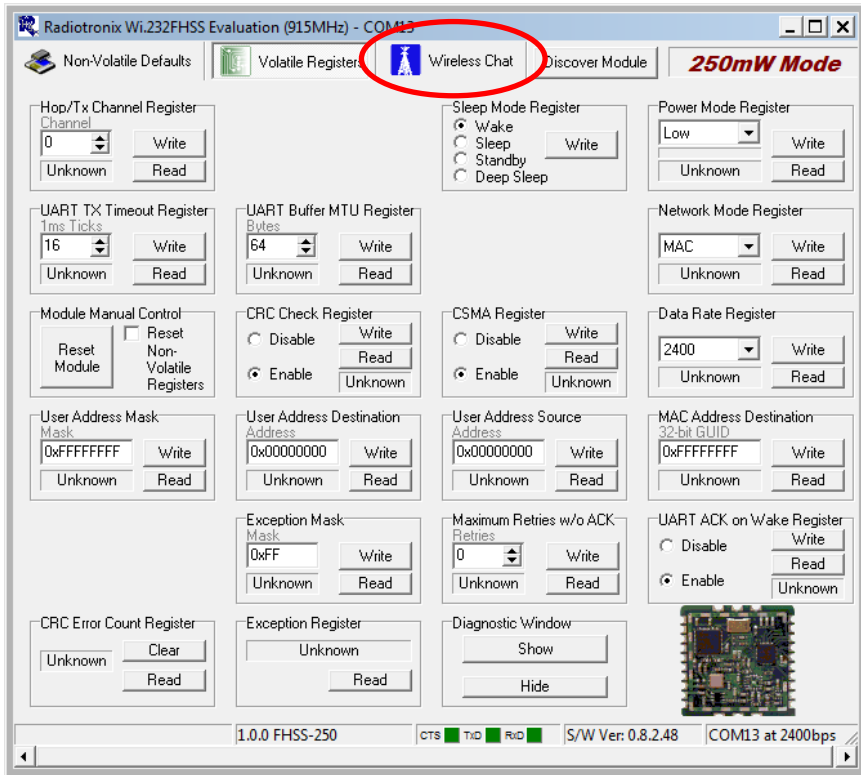 Radiotronix Wi.232FHSS Evaluation (915MHz) - COM13
Non-Volatile Defaults
Volatile Registers
Wireless Chat
Discover Module
250mW Mode
Hop/Tx Channel Register
Channel
0
Write
Unknown
Read
Sleep Mode Register
Wake
Sleep
Standby
Deep Sleep
Write
Power Mode Register
Low
Write
Unknown
Read
UART TX Timeout Register
1ms Ticks
16
Write
Unknown
Read
UART Buffer MTU Register
Bytes
64
Write
Unknown
Read
Network Mode Register
MAC
Write
Unknown
Read
Module Manual Control
Reset
Module
Reset
Non-
Volatile
Registers
CRC Check Register
Disable
Enable
Write
Read
Unknown
CSMA Register
Disable
Enable
Write
Read
Unknown
Data Rate Register
2400
Write
Unknown
Read
User Address Mask
Mask
0xFFFFFFFF
Write
Unknown
Read
User Address Destination
Address
0x00000000
Write
Unknown
Read
User Address Source
Address
0x00000000
Write
Unknown
Read
MAC Address Destination
32-bit GUID
0xFFFFFFFF
Write
Unknown
Read
Exception Mask
Mask
0xFF
Write
Unknown
Read
Maximum Retries w/o ACK
Retries
0
Write
Unknown
Read
UART ACK on Wake Register
Disable
Enable
Write
Read
Unknown
CRC Error Count Register
Unknown
Clear
Read
Exception Register
Unknown
Read
Diagnostic Window
Show
Hide
1.0.0 FHSS-250
CTS TxD RxD
S/W Ver: 0.8.2.48
COM13 at 2400bps